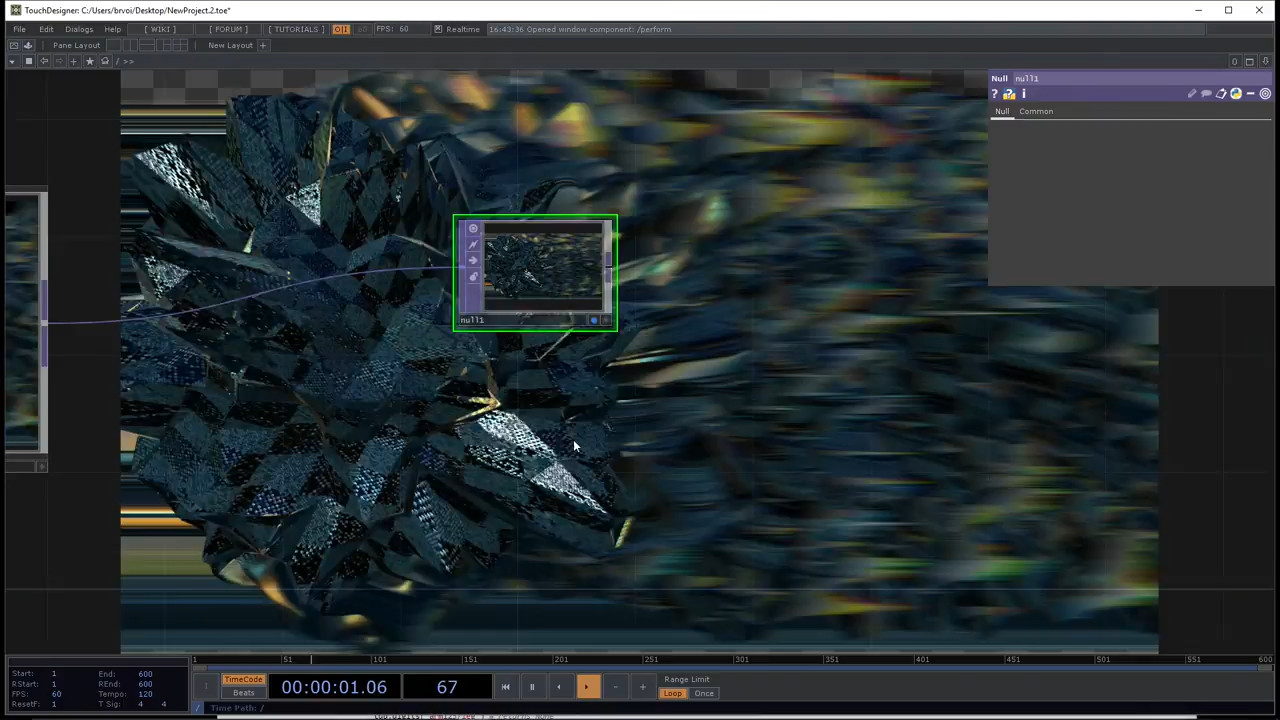 TouchDesigner: C:/Users/brvoi/Desktop/NewProject.2.toe*
File Edit Dialogs Help [ WIKI ] [ FORUM ] [ TUTORIALS ] O|I FPS: 60 Realtime 16:43:36 Opened window component: /perform
Pane Layout New Layout +
/ >> 0
Null null1
? i
Null Common
null1
1 51 101 151 201 251 301 351 401 451 501 551 600
Start: 1 End: 600
RStart: 1 REnd: 600
FPS: 60 Tempo: 120
ResetF: 1 T Sig: 4 4
TimeCode
Beats
00:00:01.06 67
Range Limit
Loop Once
/ Time Path: /